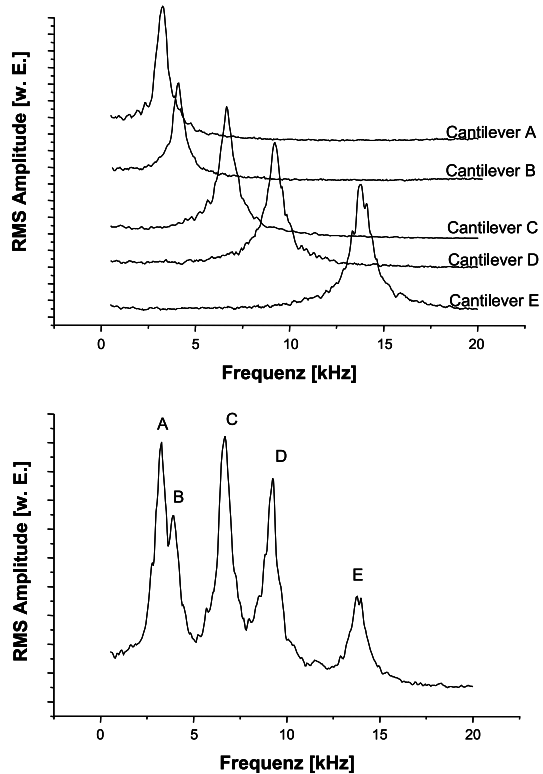 RMS Amplitude [w. E.]
Cantilever A
Cantilever B
Cantilever C
Cantilever D
Cantilever E
0 5 10 15 20
Frequenz [kHz]
RMS Amplitude [w. E.]
A
B
C
D
E
0 5 10 15 20
Frequenz [kHz]